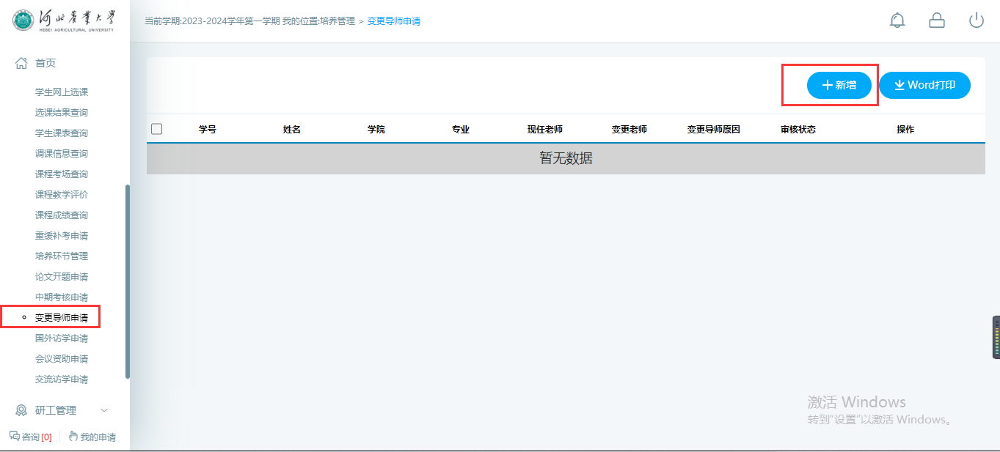 河北农业大学
HEBEI AGRICULTURAL UNIVERSITY
当前学期:2023-2024学年第一学期 我的位置:培养管理 > 变更导师申请
首页
学生网上选课
选课结果查询
学生课表查询
调课信息查询
课程考场查询
课程教学评价
课程成绩查询
重缓补考申请
培养环节管理
论文开题申请
中期考核申请
变更导师申请
国外访学申请
会议资助申请
交流访学申请
研工管理
咨询 [0] 我的申请
新增 Word打印
学号 姓名 学院 专业 现任老师 变更老师 变更导师原因 审核状态 操作
暂无数据
激活 Windows
转到"设置"以激活 Windows。